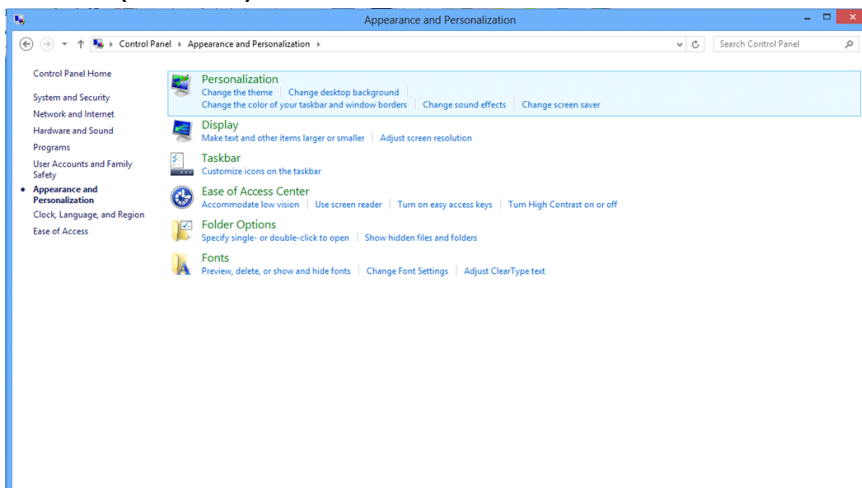 Appearance and Personalization
Control Panel Appearance and Personalization
Search Control Panel
Control Panel Home
System and Security
Network and Internet
Hardware and Sound
Programs
User Accounts and Family
Safety
Appearance and
Personalization
Clock, Language, and Region
Ease of Access
Personalization
Change the theme Change desktop background
Change the color of your taskbar and window borders Change sound effects Change screen saver
Display
Make text and other items larger or smaller Adjust screen resolution
Taskbar
Customize icons on the taskbar
Ease of Access Center
Accommodate low vision Use screen reader Turn on easy access keys Turn High Contrast on or off
Folder Options
Specify single- or double-click to open Show hidden files and folders
Fonts
Preview, delete, or show and hide fonts Change Font Settings Adjust ClearType text